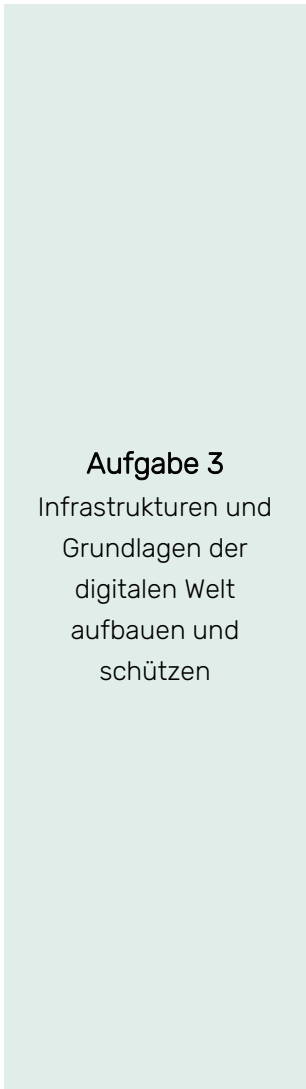 Aufgabe 3
Infrastrukturen und
Grundlagen der
digitalen Welt
aufbauen und
schützen